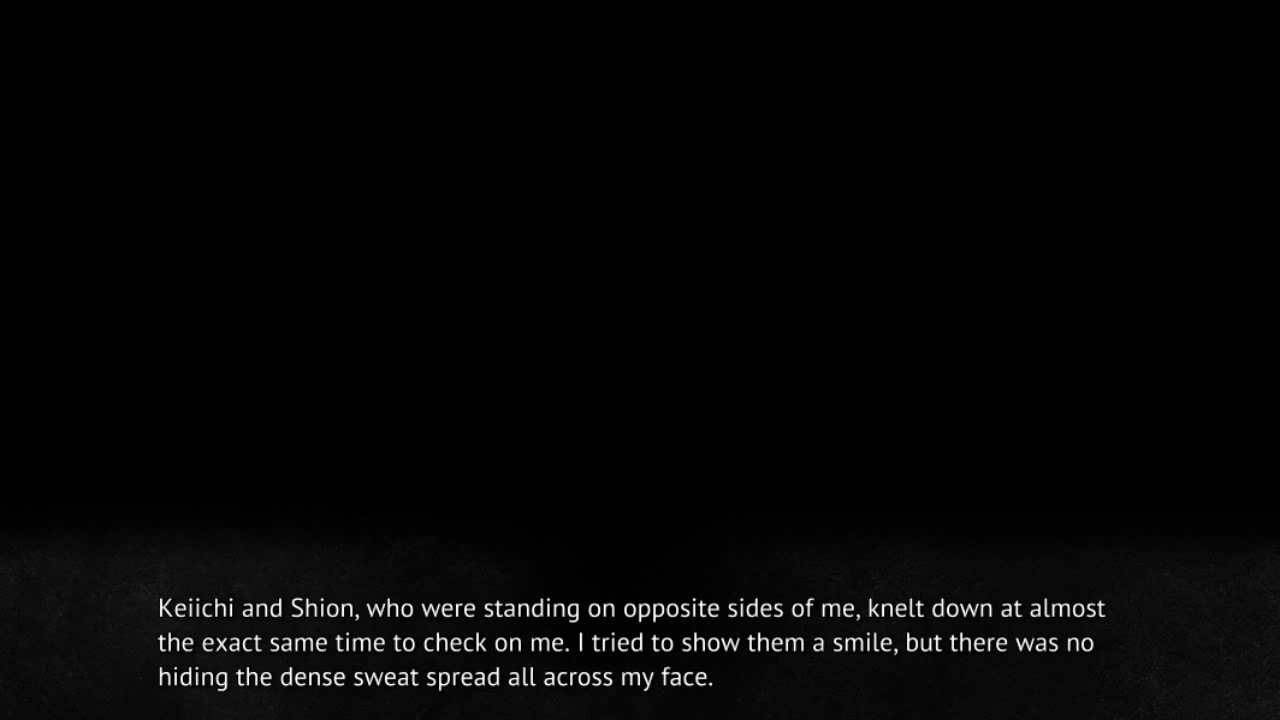 Keiichi and Shion, who were standing on opposite sides of me, knelt down at almost
the exact same time to check on me. I tried to show them a smile, but there was no
hiding the dense sweat spread all across my face.